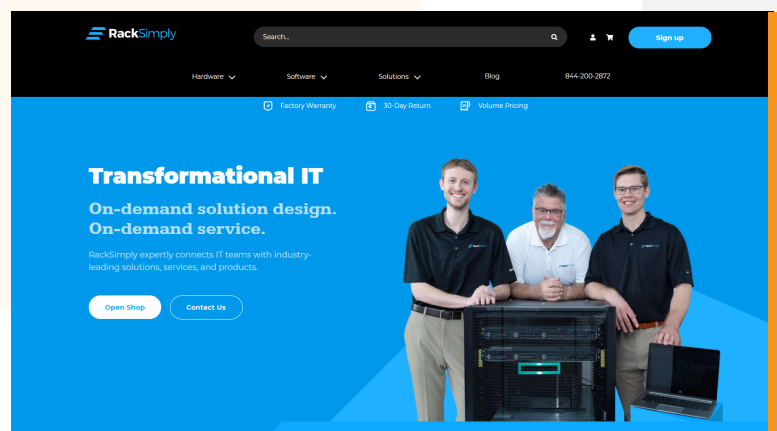 RackSimply
Search...
Sign up
Hardware
Software
Solutions
Blog
844-200-2872
Factory Warranty
30-Day Return
Volume Pricing
Transformational IT
On-demand solution design.
On-demand service.
RackSimply expertly connects IT teams with industry-
leading solutions, services, and products.
Open Shop
Contact Us